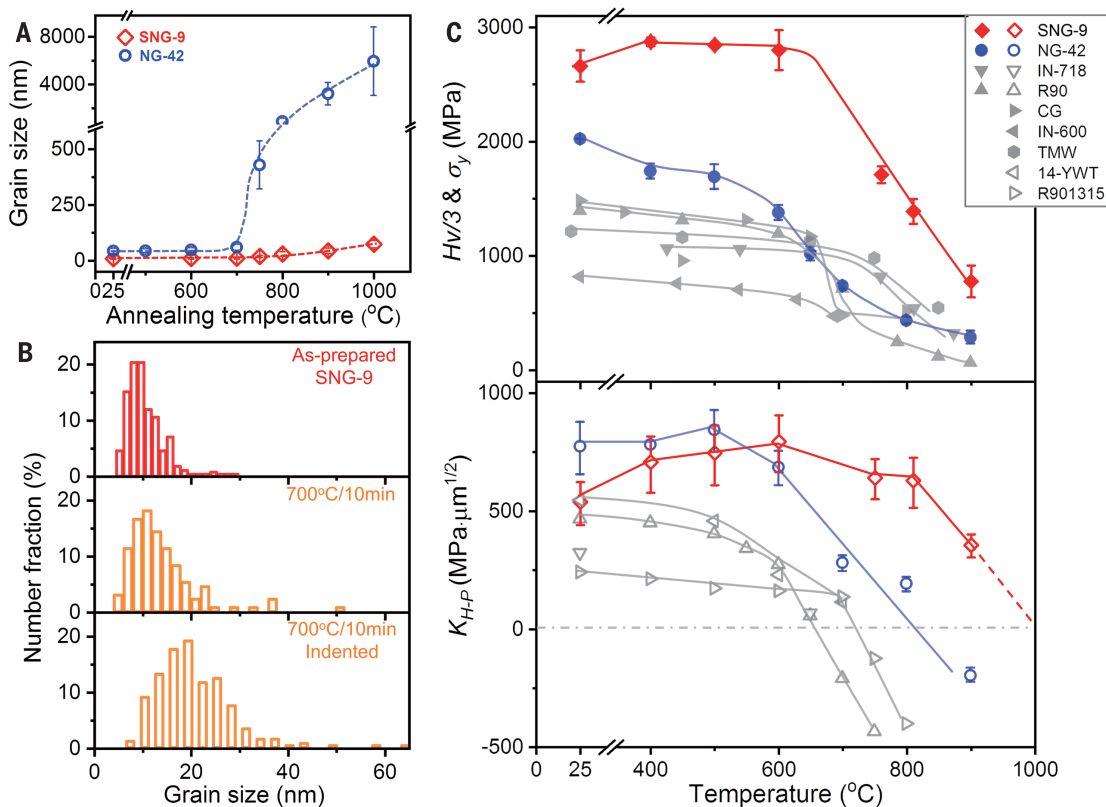 A
SNG-9
NG-42
8000
6000
4000
500
250
0
Grain size (nm)
025
600
800
1000
Annealing temperature (°C)
B
As-prepared
SNG-9
20
10
0
700°C/10min
20
10
0
700°C/10min
Indented
20
10
0
Number fraction (%)
0
20
40
60
Grain size (nm)
C
3000
2000
1000
0
Hv/3 & σy (MPa)
SNG-9
NG-42
IN-718
R90
CG
IN-600
TMW
14-YWT
R901315
1000
500
0
-500
K_H-P (MPa·μm^1/2)
0
25
400
600
800
1000
Temperature (°C)